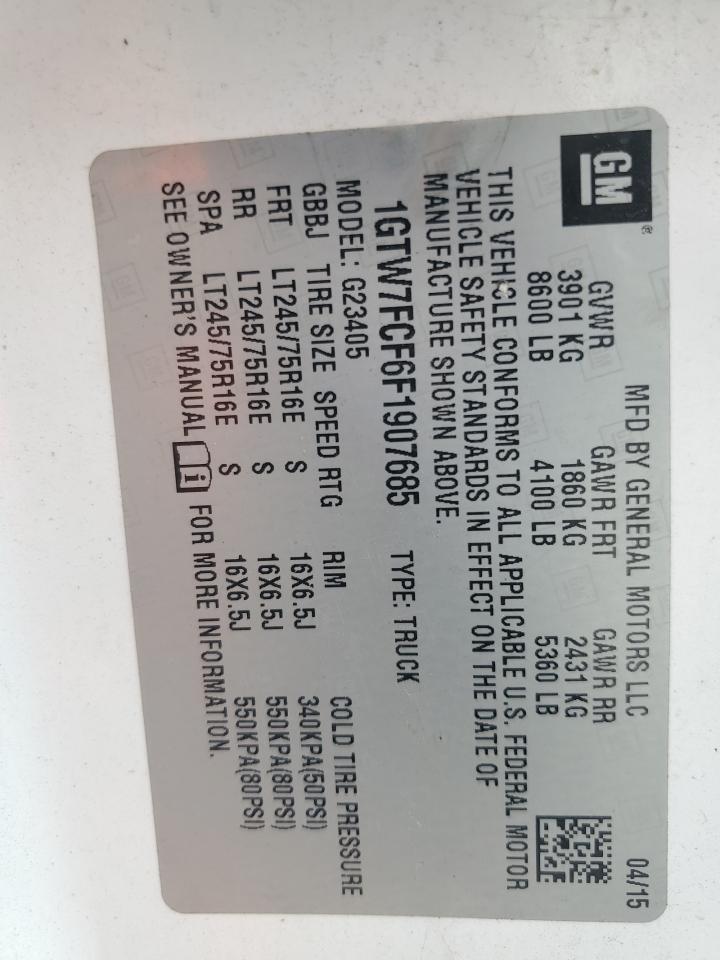 GM®
MFD BY GENERAL MOTORS LLC 04/15
GVWR GAWR FRT GAWR RR
3901 KG 1860 KG 2431 KG
8600 LB 4100 LB 5360 LB
THIS VEHICLE CONFORMS TO ALL APPLICABLE U.S. FEDERAL MOTOR
VEHICLE SAFETY STANDARDS IN EFFECT ON THE DATE OF
MANUFACTURE SHOWN ABOVE.
1GTW7FCF6F1907685 TYPE: TRUCK
MODEL: G23405
GBBJ TIRE SIZE SPEED RTG RIM COLD TIRE PRESSURE
FRT LT245/75R16E S 16X6.5J 340KPA(50PSI)
RR LT245/75R16E S 16X6.5J 550KPA(80PSI)
SPA LT245/75R16E S 16X6.5J 550KPA(80PSI)
SEE OWNER'S MANUAL i FOR MORE INFORMATION.